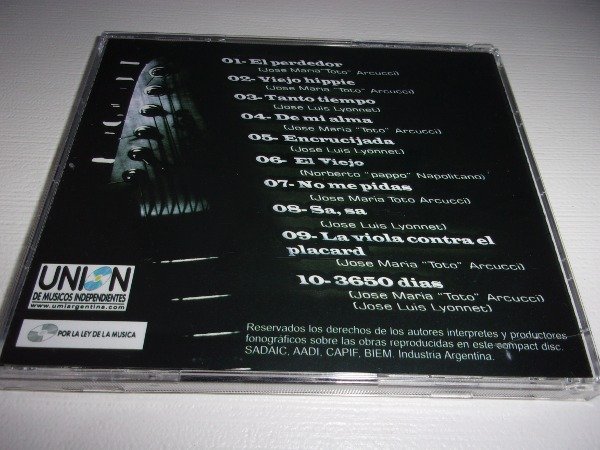 01- El perdedor
(Jose Maria "Toto" Arcucci)
02- Viejo hippie
(Jose Maria "Toto" Arcucci)
03- Tanto tiempo
(Jose Luis Lyonnet)
04- De mi alma
(Jose Maria "Toto" Arcucci)
05- Encrucijada
(Jose Luis Lyonnet)
06- El Viejo
(Norberto "pappo" Napolitano)
07- No me pidas
(Jose Maria Toto Arcucci)
08- Sa, sa
(Jose Luis Lyonnet)
09- La viola contra el
placard
(Jose Maria "Toto" Arcucci)
10- 3650 dias
(Jose Maria "Toto" Arcucci)
(Jose Luis Lyonnet)
UNION
DE MUSICOS INDEPENDIENTES
www.umiargentina.com
POR LA LEY DE LA MUSICA
Reservados los derechos de los autores interpretes y productores
fonográficos sobre las obras reproducidas en este compact disc.
SADAIC, AADI, CAPIF, BIEM. Industria Argentina.